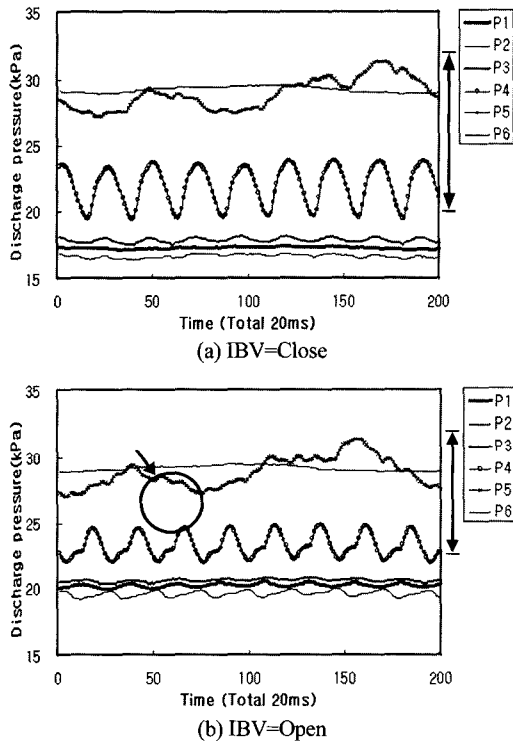 35
30
25
20
15
Discharge pressure(kPa)
0 50 100 150 200
Time (Total 20ms)
P1
P2
P3
P4
P5
P6
(a) IBV=Close
35
30
25
20
15
Discharge pressure(kPa)
0 50 100 150 200
Time (Total 20ms)
P1
P2
P3
P4
P5
P6
(b) IBV=Open